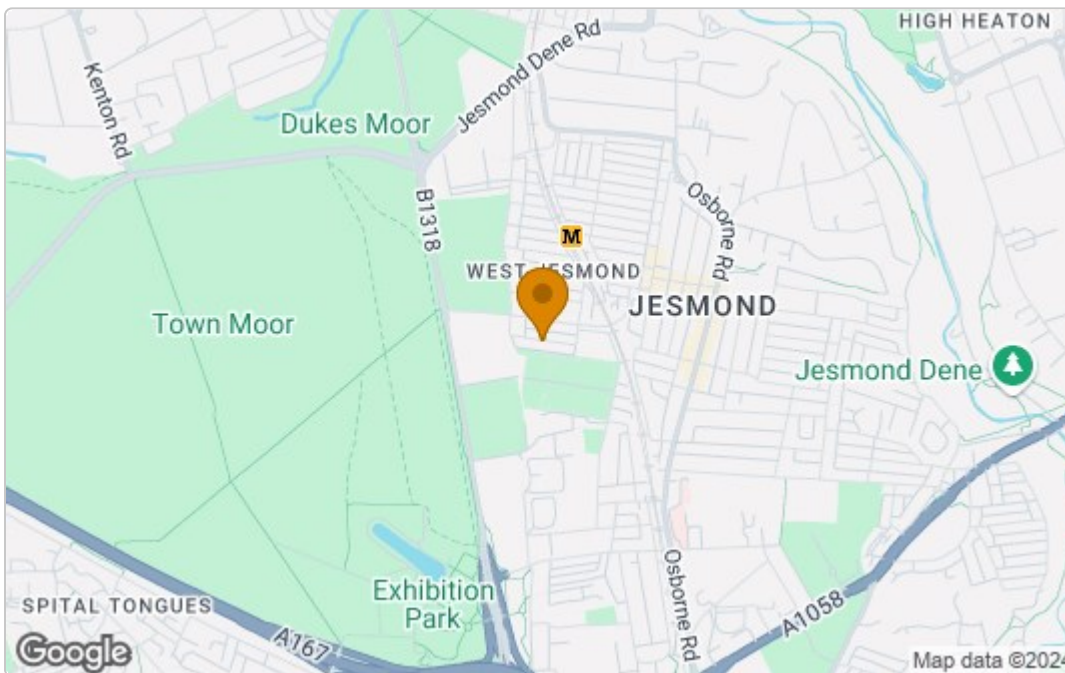 HIGH HEATON
Kenton Rd
Jesmond Dene Rd
Dukes Moor
B1318
Osborne Rd
M
WEST JESMOND
JESMOND
Town Moor
Jesmond Dene
Exhibition
Park
SPITAL TONGUES
A167
Osborne Rd
A1058
Google
Map data ©2024